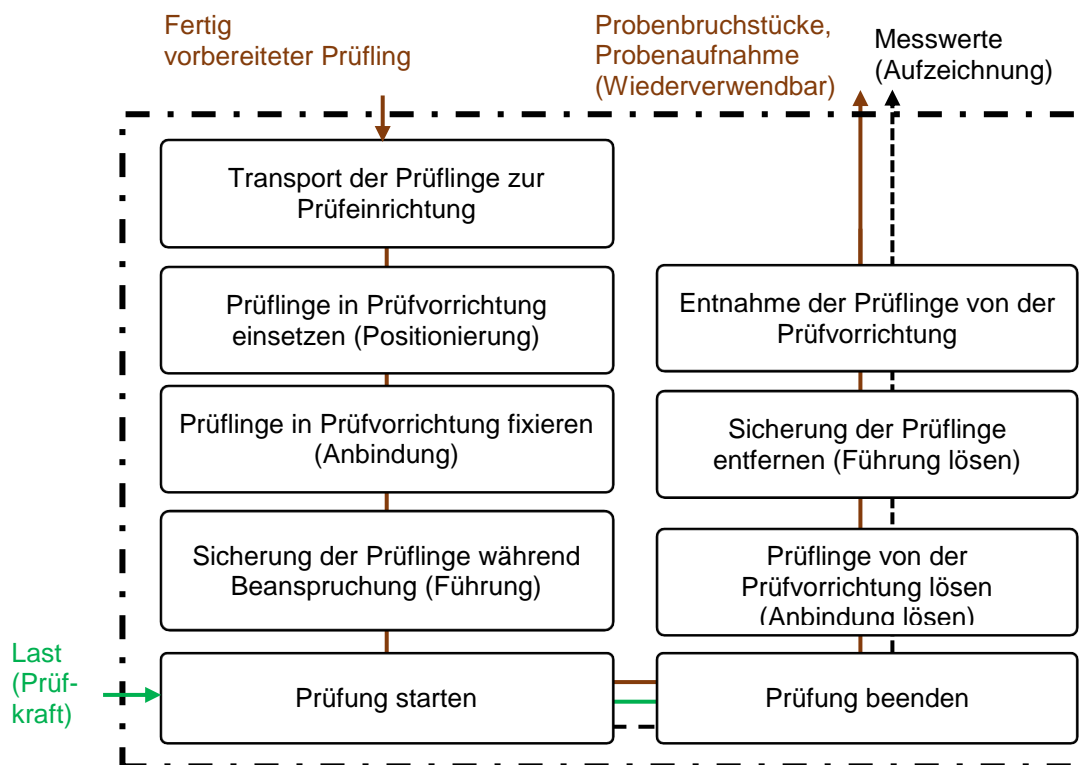 Fertig
vorbereiteter Prüfling
Probenbruchstücke,
Probenaufnahme
(Wiederverwendbar)
Messwerte
(Aufzeichnung)
Transport der Prüflinge zur
Prüfeinrichtung
Prüflinge in Prüfvorrichtung
einsetzen (Positionierung)
Prüflinge in Prüfvorrichtung fixieren
(Anbindung)
Sicherung der Prüflinge während
Beanspruchung (Führung)
Last
(Prüf-
kraft)
Prüfung starten
Entnahme der Prüflinge von der
Prüfvorrichtung
Sicherung der Prüflinge
entfernen (Führung lösen)
Prüflinge von der
Prüfvorrichtung lösen
(Anbindung lösen)
Prüfung beenden